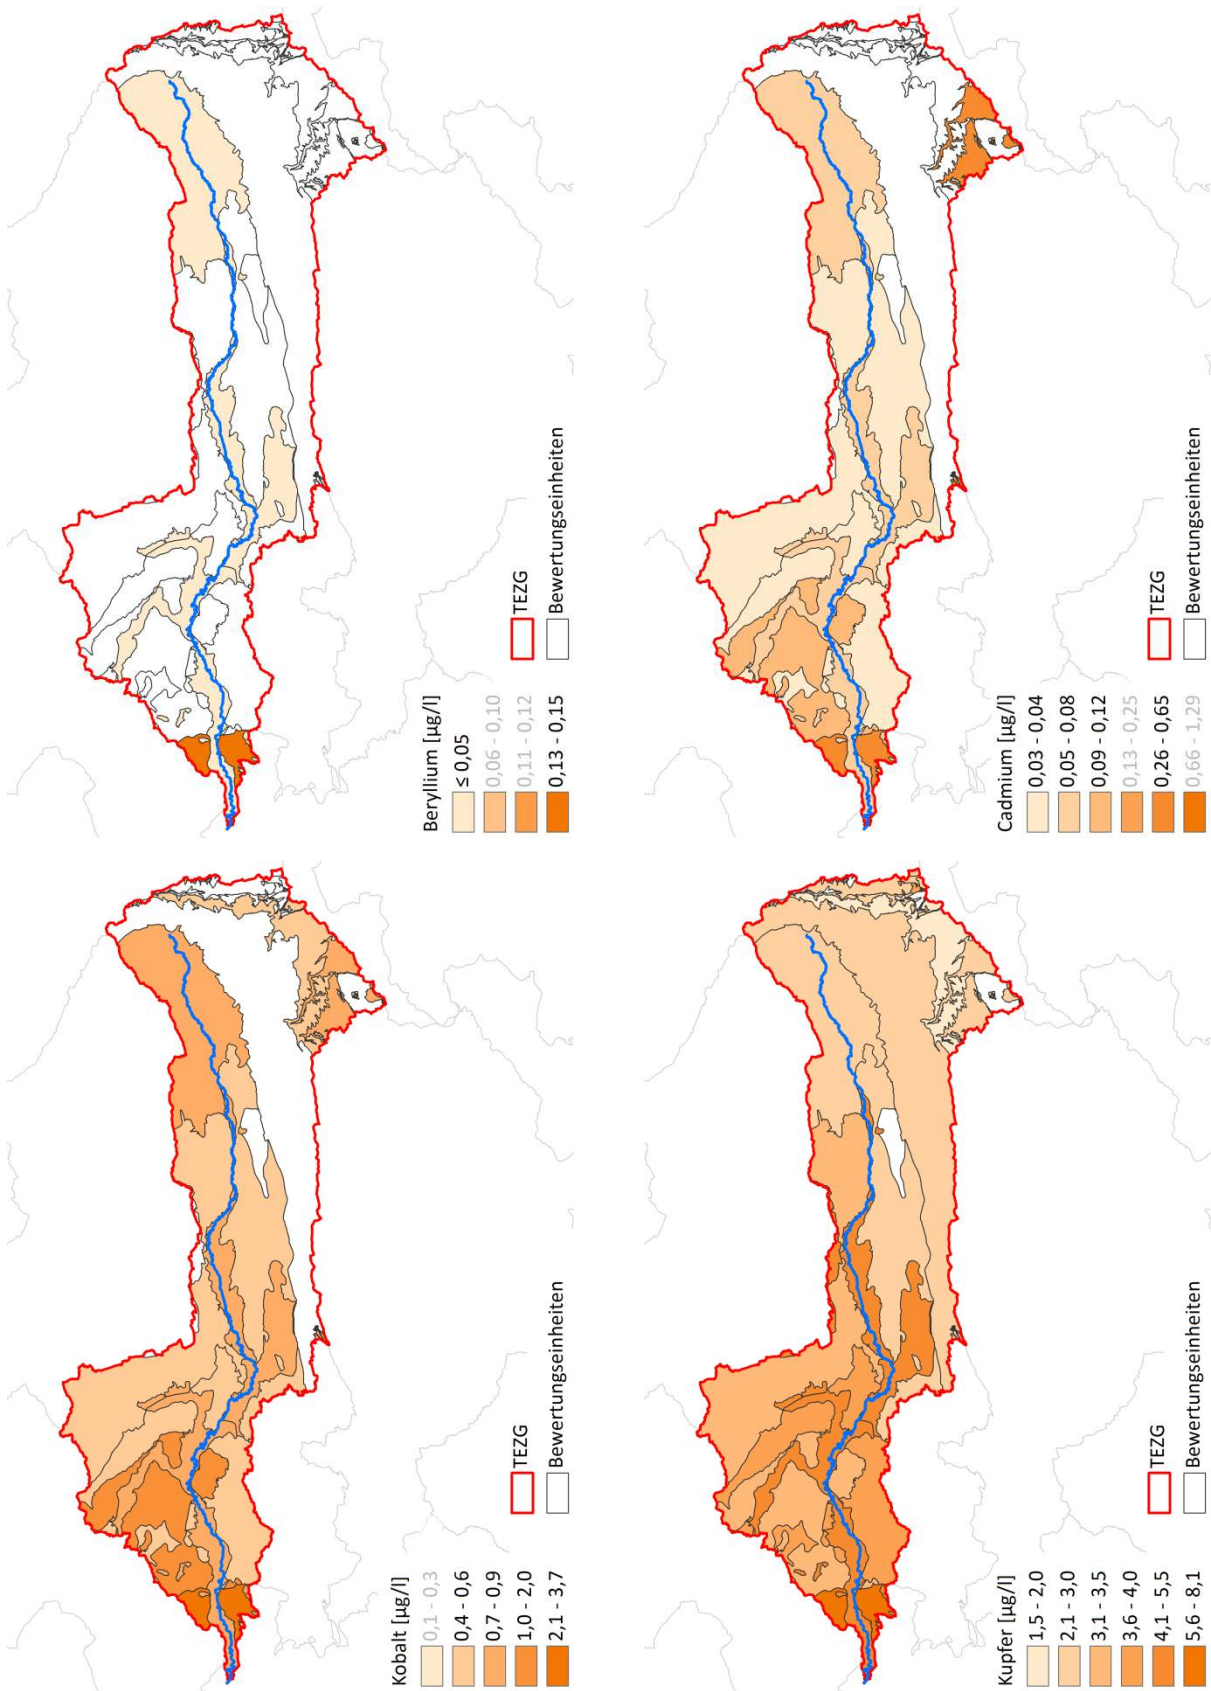 Beryllium [µg/l]
≤ 0,05
0,06 - 0,10
0,11 - 0,12
0,13 - 0,15
TEZG
Bewertungseinheiten
Cadmium [µg/l]
0,03 - 0,04
0,05 - 0,08
0,09 - 0,12
0,13 - 0,25
0,26 - 0,65
0,66 - 1,29
TEZG
Bewertungseinheiten
Kobalt [µg/l]
0,1 - 0,3
0,4 - 0,6
0,7 - 0,9
1,0 - 2,0
2,1 - 3,7
TEZG
Bewertungseinheiten
Kupfer [µg/l]
1,5 - 2,0
2,1 - 3,0
3,1 - 3,5
3,6 - 4,0
4,1 - 5,5
5,6 - 8,1
TEZG
Bewertungseinheiten